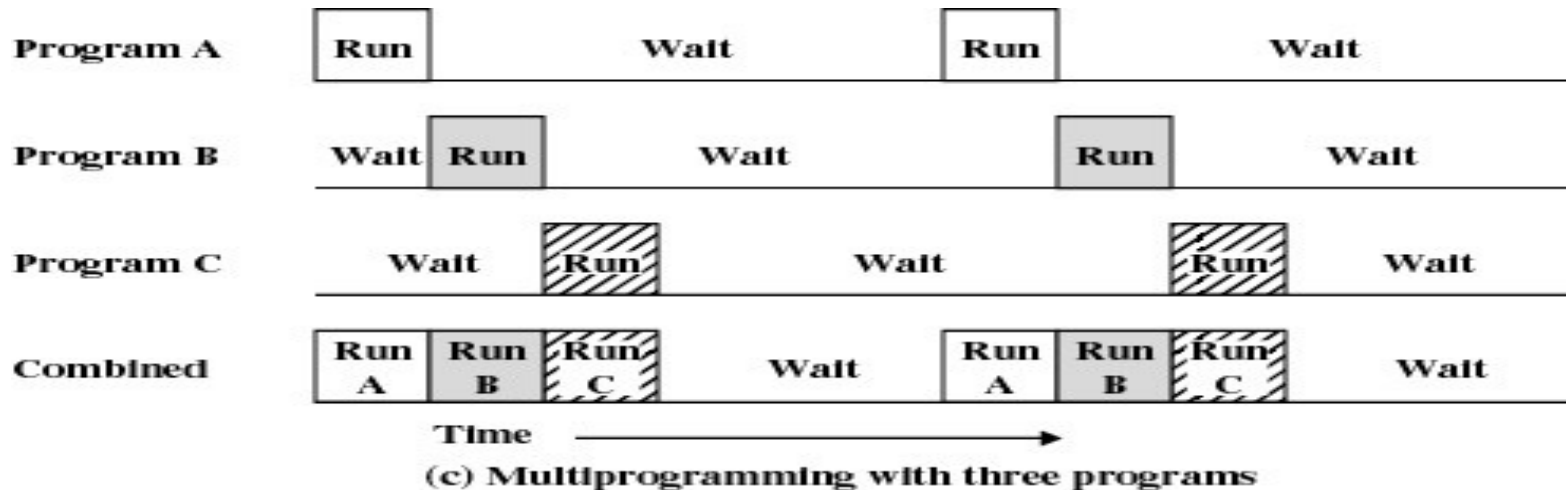 Program A Run Wait Run Wait
Program B Wait Run Wait Run Wait
Program C Wait Run Wait Run Wait
Combined Run A Run B Run C Wait Run A Run B Run C Wait
Time
(c) Multiprogramming with three programs